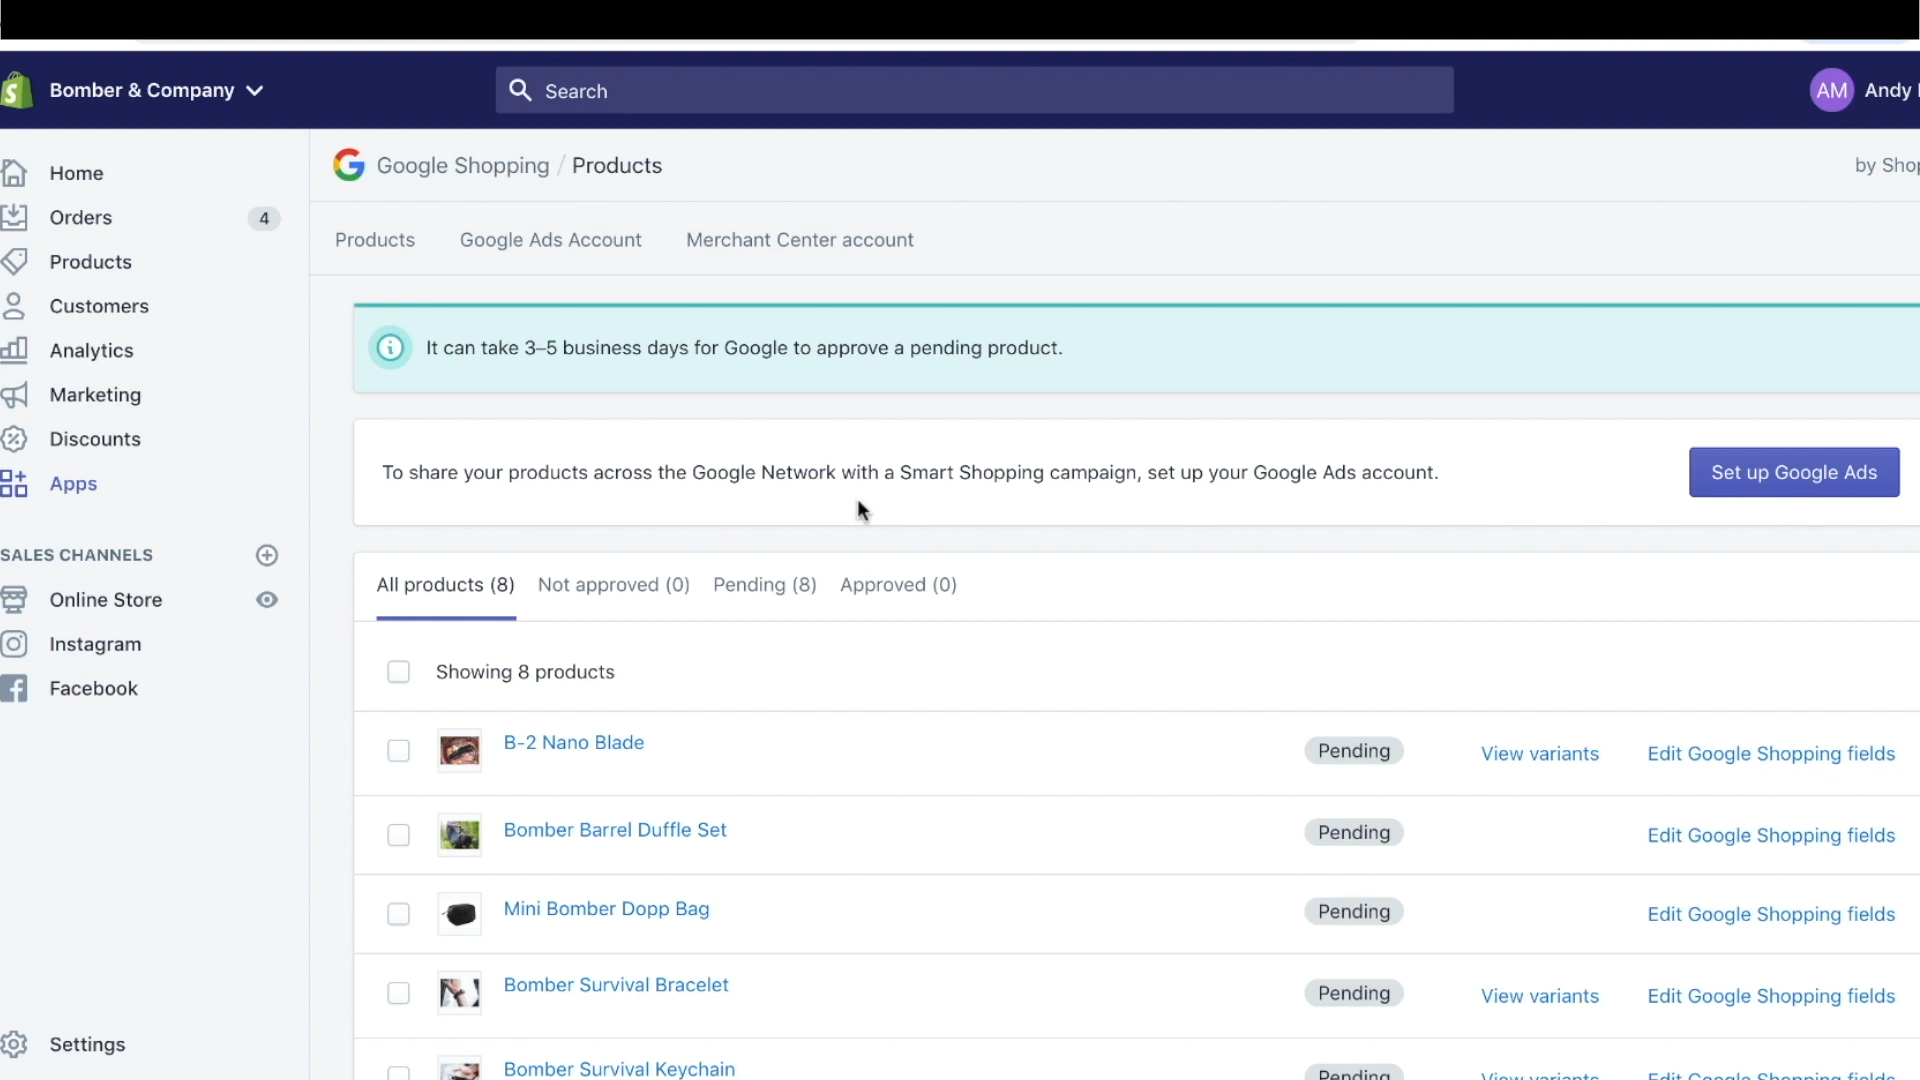 Bomber & Company
Search
AM
Andy
Home
Orders
4
Products
Customers
Analytics
Marketing
Discounts
Apps
SALES CHANNELS
Online Store
Instagram
Facebook
Settings
Google Shopping / Products
by Shop
Products
Google Ads Account
Merchant Center account
It can take 3–5 business days for Google to approve a pending product.
To share your products across the Google Network with a Smart Shopping campaign, set up your Google Ads account.
Set up Google Ads
All products (8)
Not approved (0)
Pending (8)
Approved (0)
Showing 8 products
B-2 Nano Blade
Pending
View variants
Edit Google Shopping fields
Bomber Barrel Duffle Set
Pending
Edit Google Shopping fields
Mini Bomber Dopp Bag
Pending
Edit Google Shopping fields
Bomber Survival Bracelet
Pending
View variants
Edit Google Shopping fields
Bomber Survival Keychain
Pending
View variants
Edit Google Shopping fields